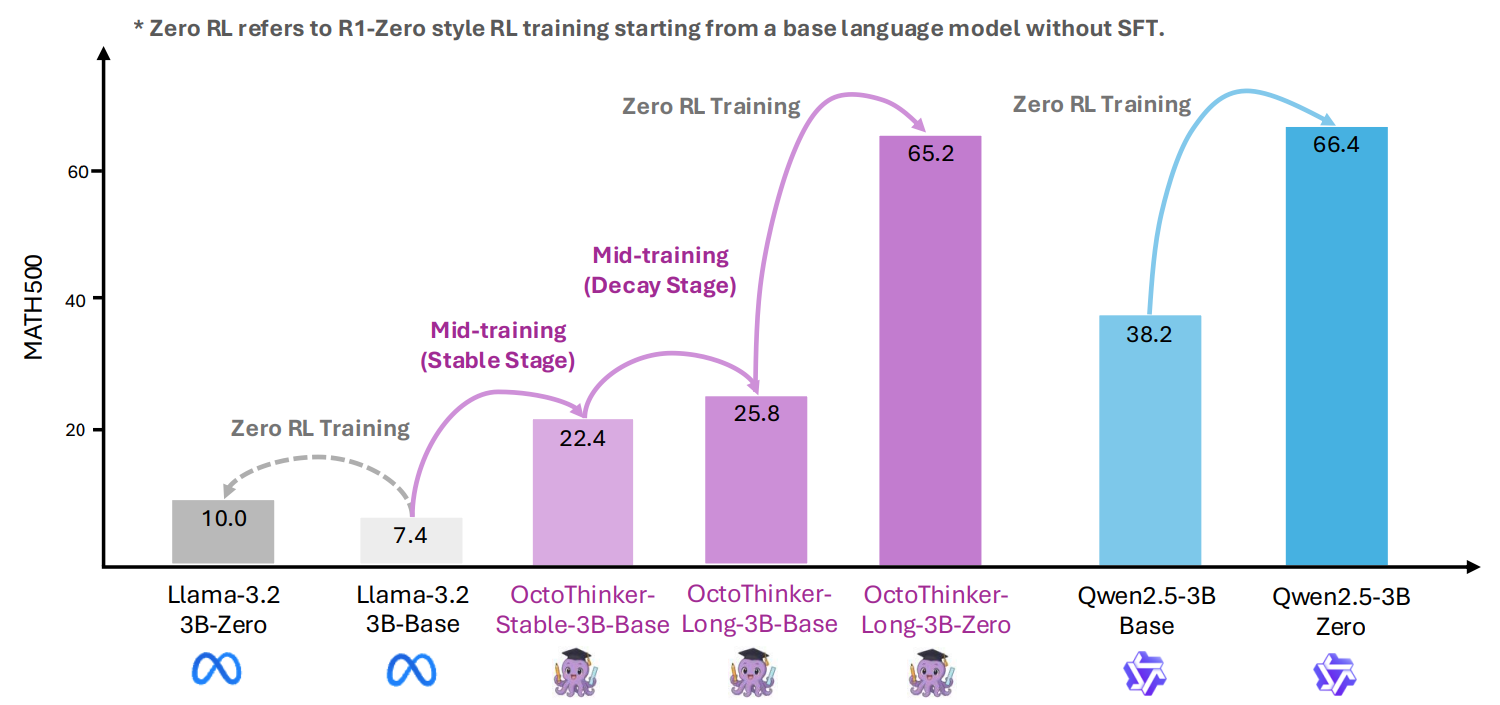 * Zero RL refers to R1-Zero style RL training starting from a base language model without SFT.
MATH500
60
40
20
Zero RL Training
Mid-training
(Stable Stage)
Mid-training
(Decay Stage)
Zero RL Training
Zero RL Training
10.0
7.4
22.4
25.8
65.2
38.2
66.4
Llama-3.2
3B-Zero
Llama-3.2
3B-Base
OctoThinker-
Stable-3B-Base
OctoThinker-
Long-3B-Base
OctoThinker-
Long-3B-Zero
Qwen2.5-3B
Base
Qwen2.5-3B
Zero